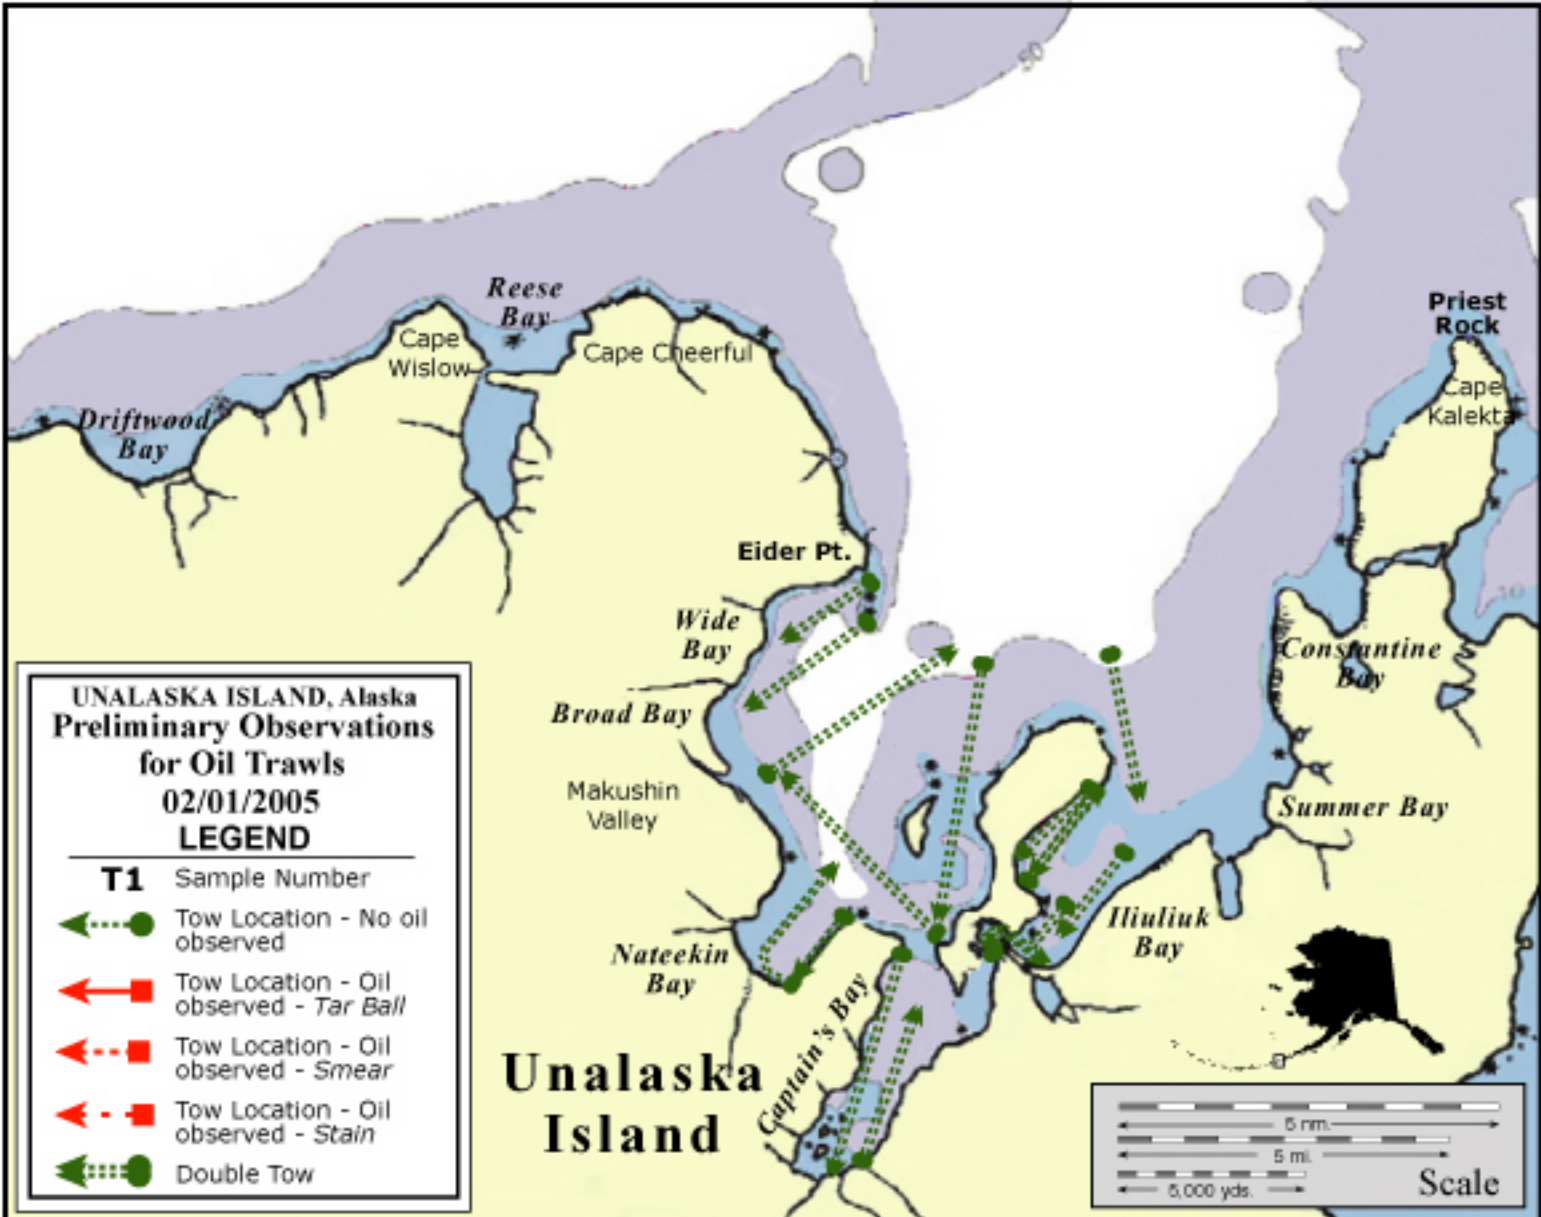 50
Reese
Bay
Cape
Wislow
Cape Cheerful
Priest
Rock
Cape
Kalekta
Driftwood
Bay
Eider Pt.
Wide
Bay
Constantine
Bay
Broad Bay
Makushin
Valley
Summer Bay
Iliuliuk
Bay
Nateekin
Bay
Captain's Bay
Unalaska
Island
UNALASKA ISLAND, Alaska
Preliminary Observations
for Oil Trawls
02/01/2005
LEGEND
T1 Sample Number
Tow Location - No oil
observed
Tow Location - Oil
observed - Tar Ball
Tow Location - Oil
observed - Smear
Tow Location - Oil
observed - Stain
Double Tow
5 nm.
5 mi.
5,000 yds.
Scale